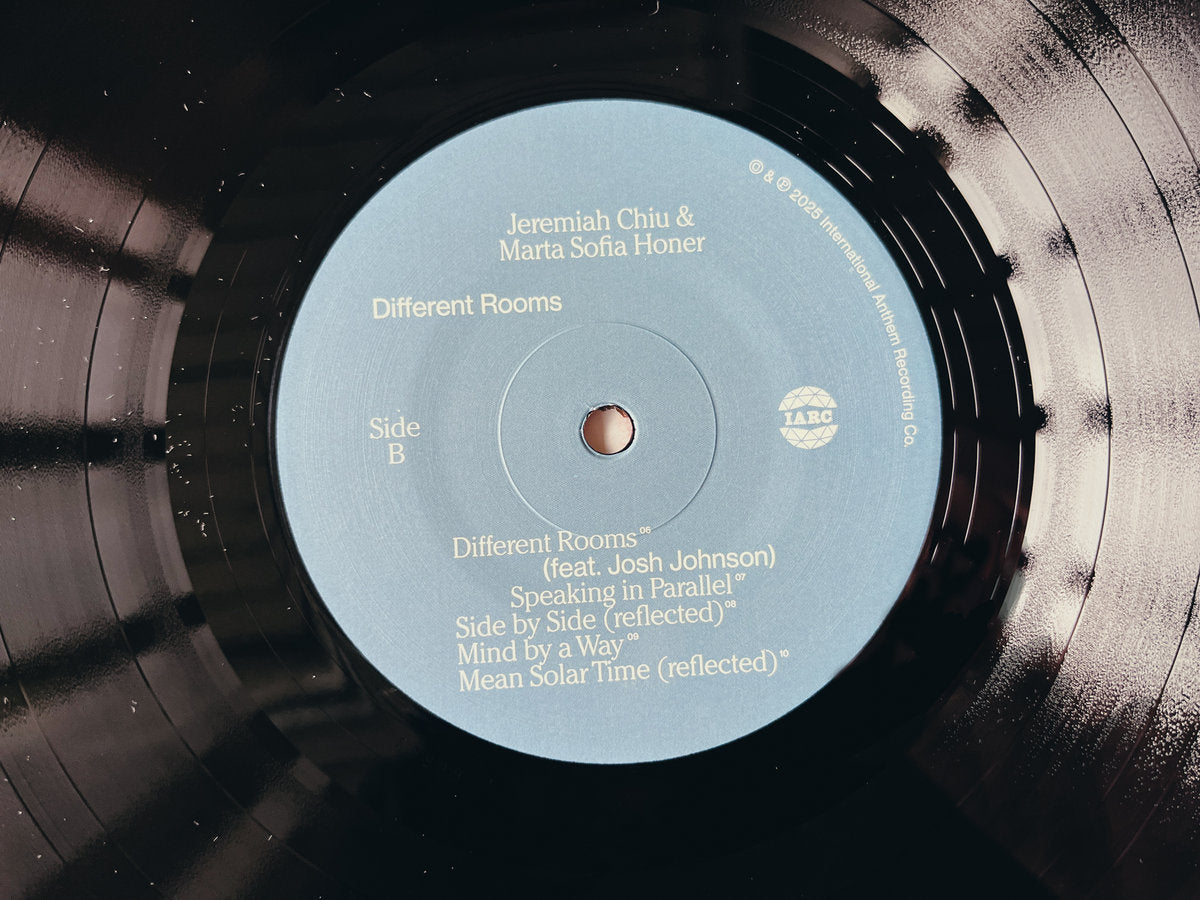 Jeremiah Chiu &
Marta Sofia Honer
© & ℗ 2025 International Anthem Recording Co.
Different Rooms
Side
B
IARC
Different Rooms 06
(feat. Josh Johnson)
Speaking in Parallel 07
Side by Side (reflected) 08
Mind by a Way 09
Mean Solar Time (reflected) 10